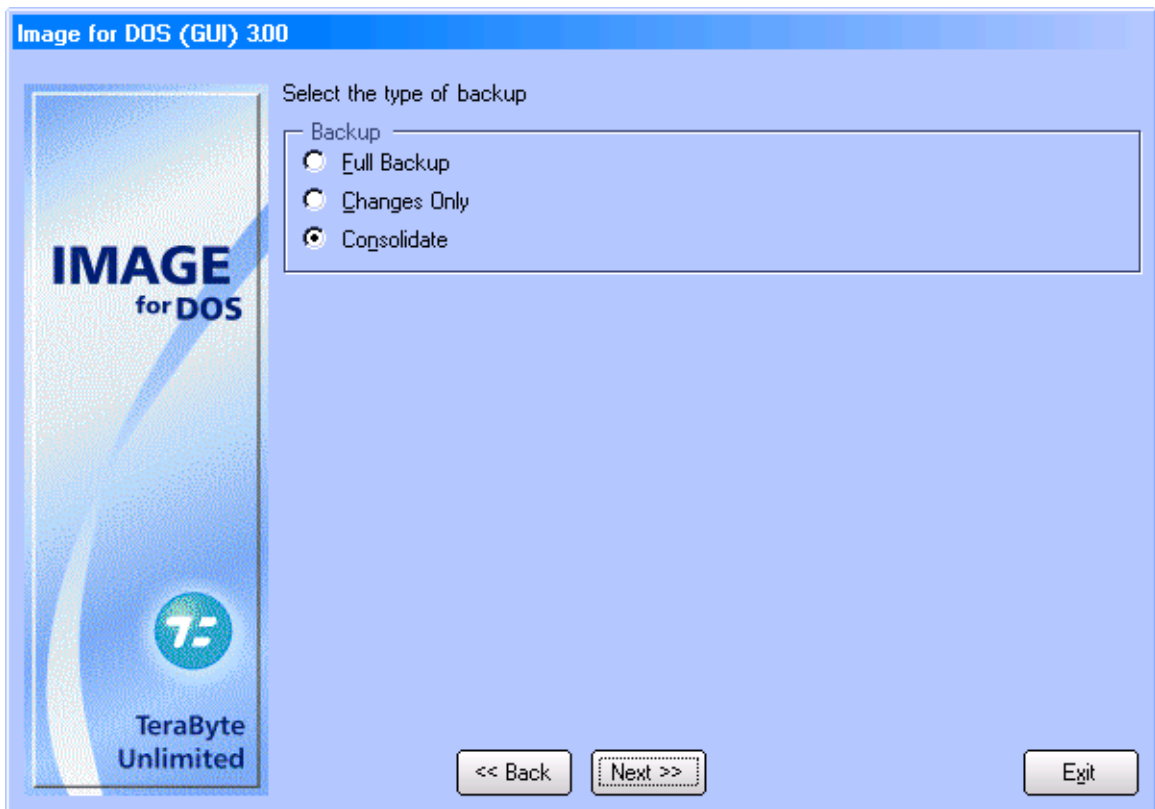 Image for DOS (GUI) 3.00
Select the type of backup
Backup
Full Backup
Changes Only
Consolidate
IMAGE
for DOS
TeraByte
Unlimited
<< Back
Next >>
Exit